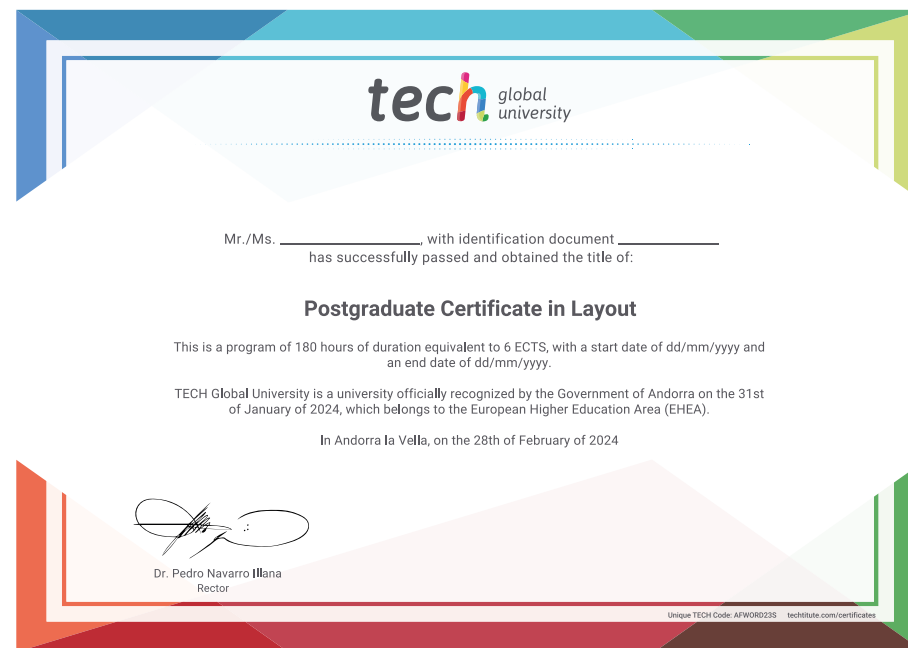 tech global university
Mr./Ms. ____________, with identification document ____________
has successfully passed and obtained the title of:
Postgraduate Certificate in Layout
This is a program of 180 hours of duration equivalent to 6 ECTS, with a start date of dd/mm/yyyy and
an end date of dd/mm/yyyy.
TECH Global University is a university officially recognized by the Government of Andorra on the 31st
of January of 2024, which belongs to the European Higher Education Area (EHEA).
In Andorra la Vella, on the 28th of February of 2024
Dr. Pedro Navarro Illana
Rector
Unique TECH Code: AFWORD23S techtitute.com/certificates